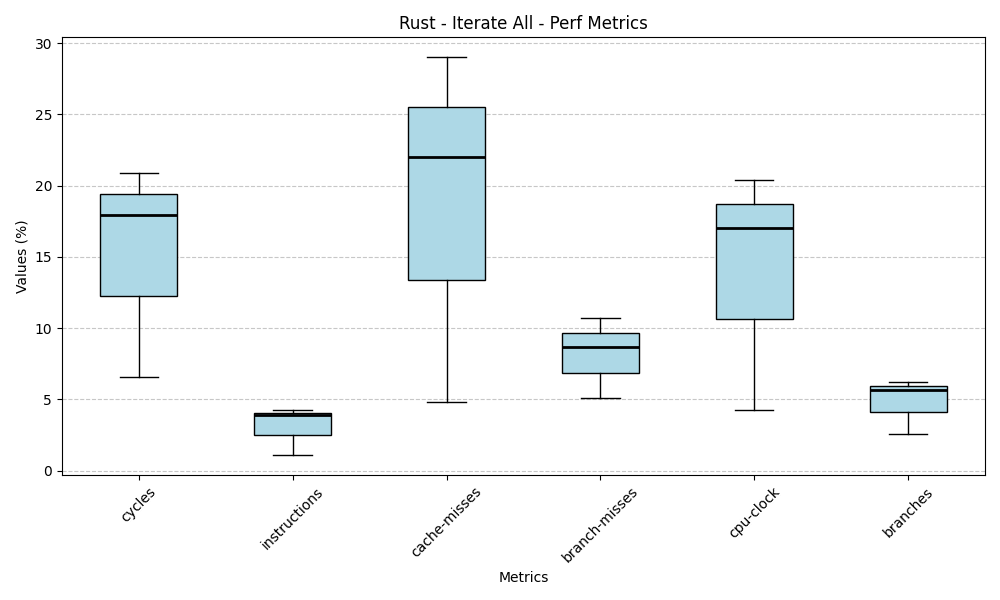 Rust - Iterate All - Perf Metrics
Values (%)
30
25
20
15
10
5
0
cycles
instructions
cache-misses
branch-misses
cpu-clock
branches
Metrics